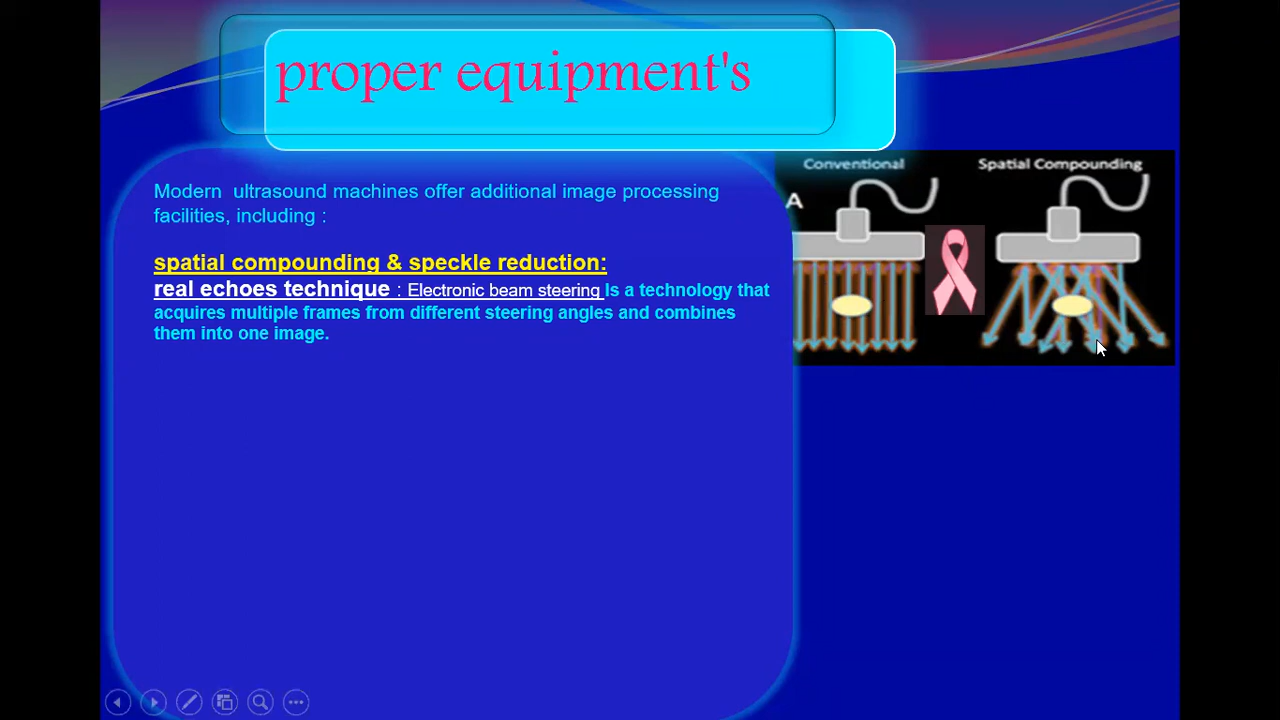 proper equipment's
Modern ultrasound machines offer additional image processing
facilities, including :
spatial compounding & speckle reduction:
real echoes technique : Electronic beam steering Is a technology that
acquires multiple frames from different steering angles and combines
them into one image.
Conventional
Spatial Compounding
A